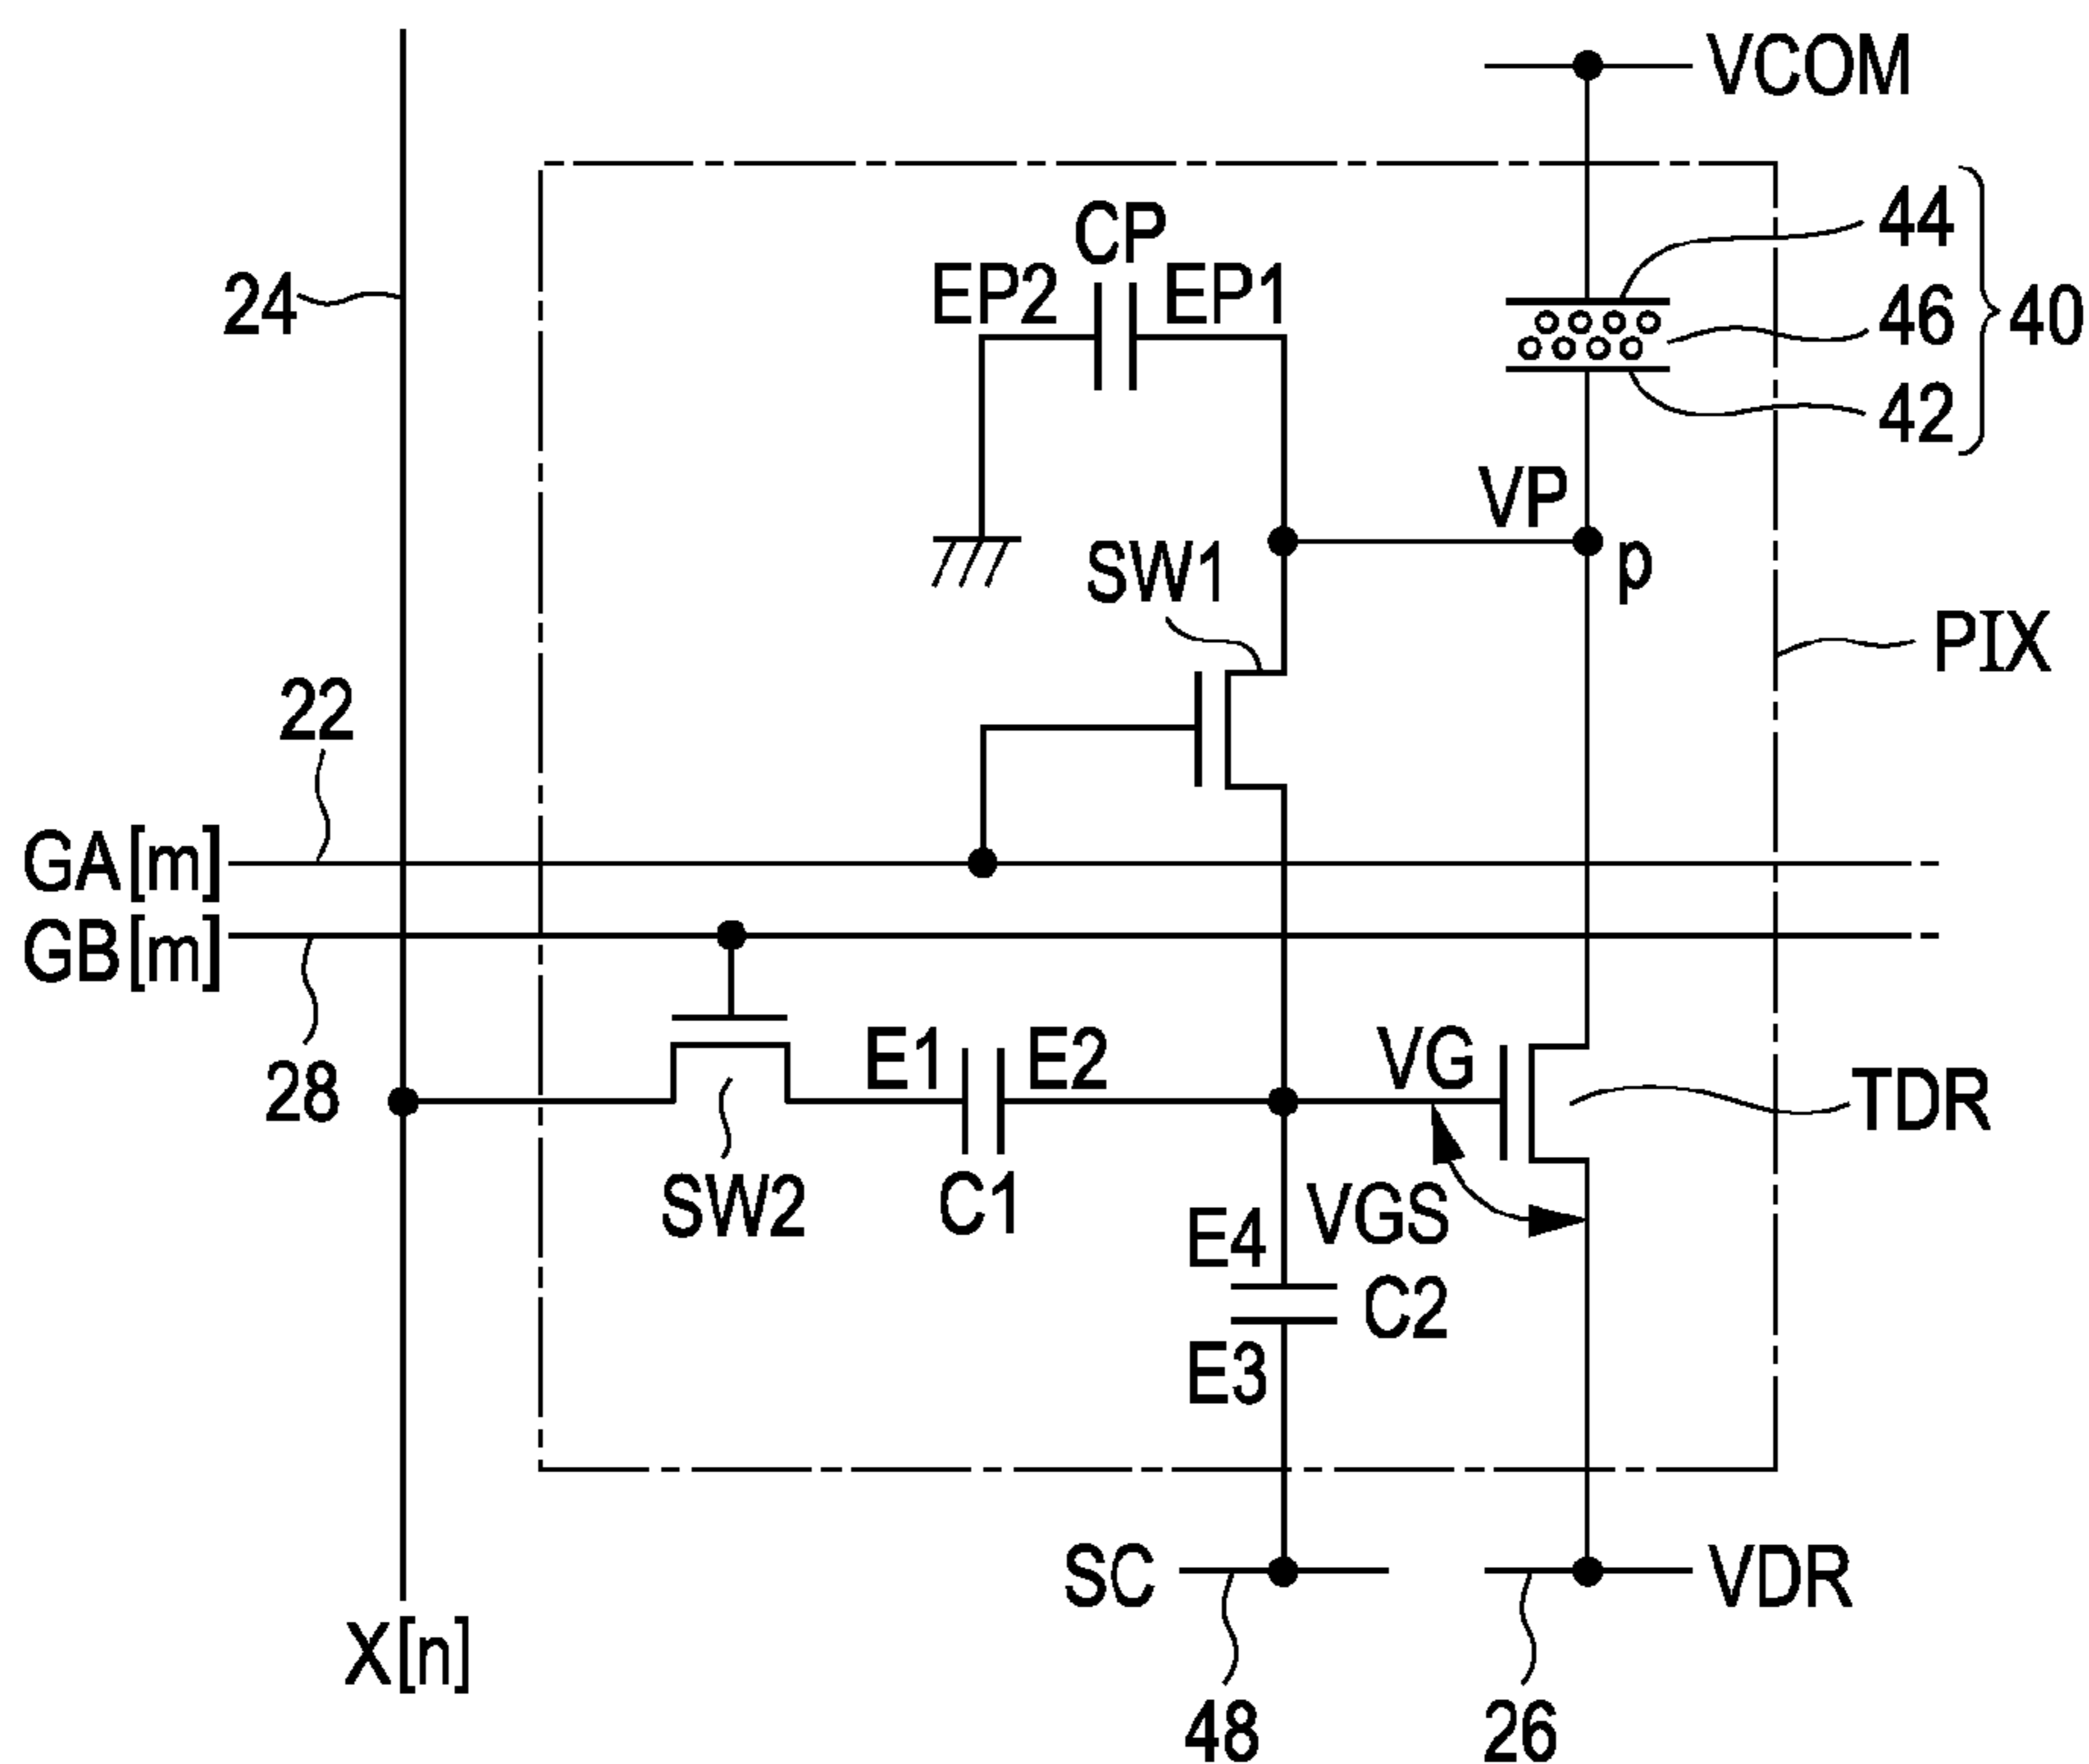 VCOM
CP
44
EP2 EP1
24
46
40
42
VP
SW1
p
PIX
22
GA[m]
GB[m]
E1 E2
VG
28
TDR
SW2
C1
VGS
E4
C2
E3
SC
VDR
X[n]
48
26